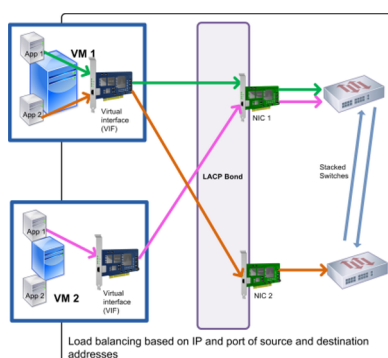 App 1
VM 1
App 2
Virtual
interface
(VIF)
NIC 1
LACP Bond
Stacked
Switches
App 1
VM 2
App 2
Virtual
interface
(VIF)
NIC 2
Load balancing based on IP and port of source and destination
addresses